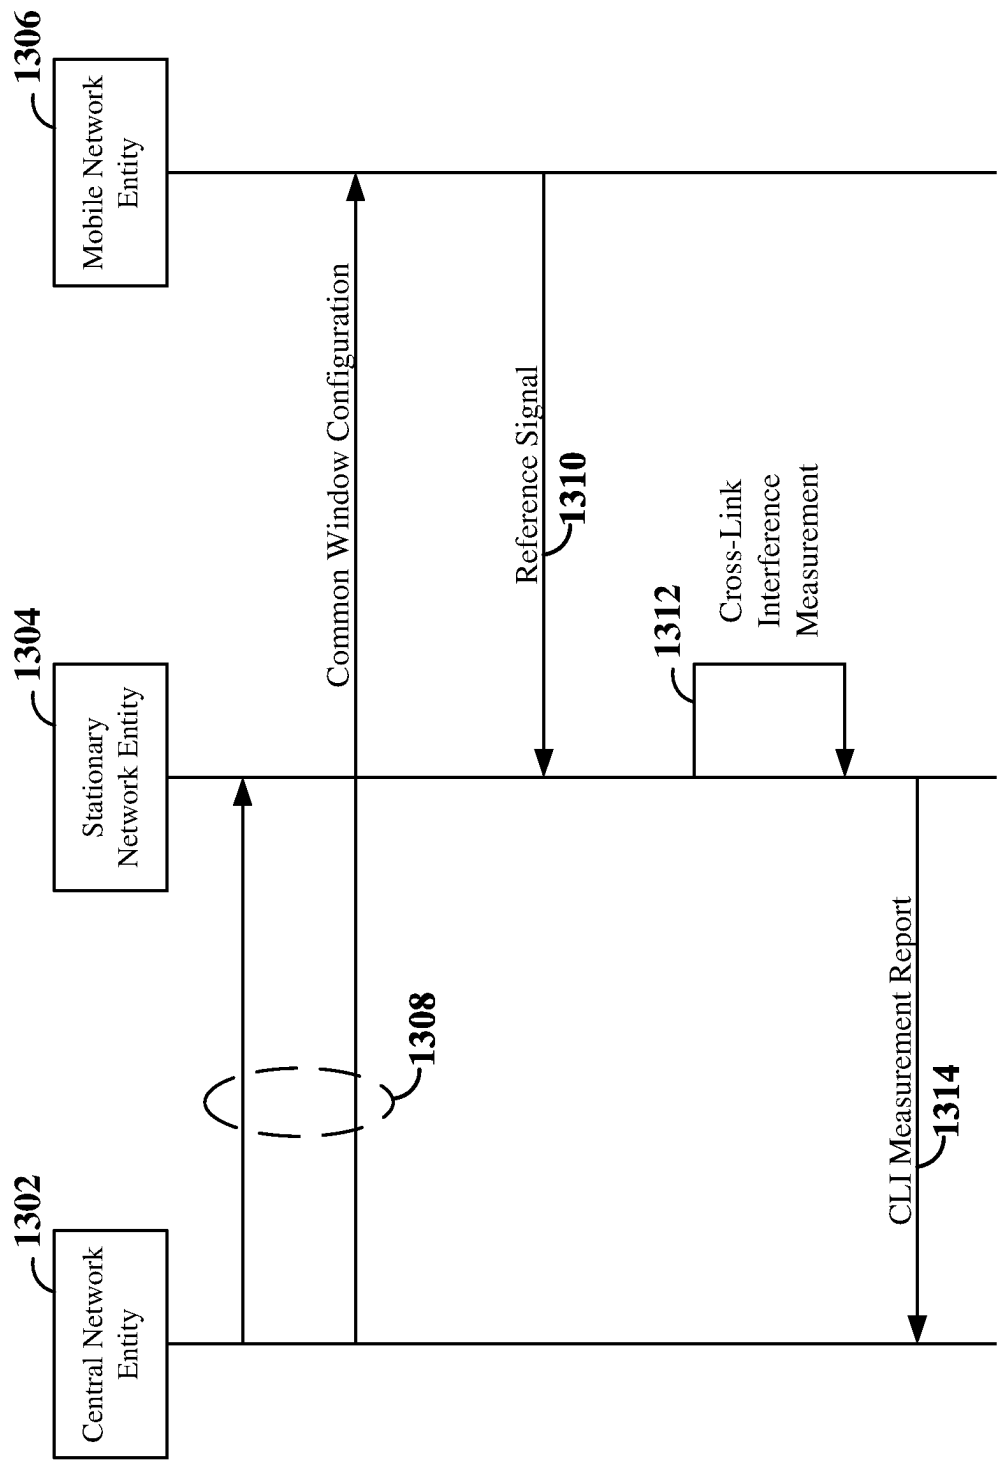 1302
Central Network
Entity
1304
Stationary
Network Entity
1306
Mobile Network
Entity
1308
Common Window Configuration
Reference Signal
1310
1312
Cross-Link
Interference
Measurement
CLI Measurement Report
1314